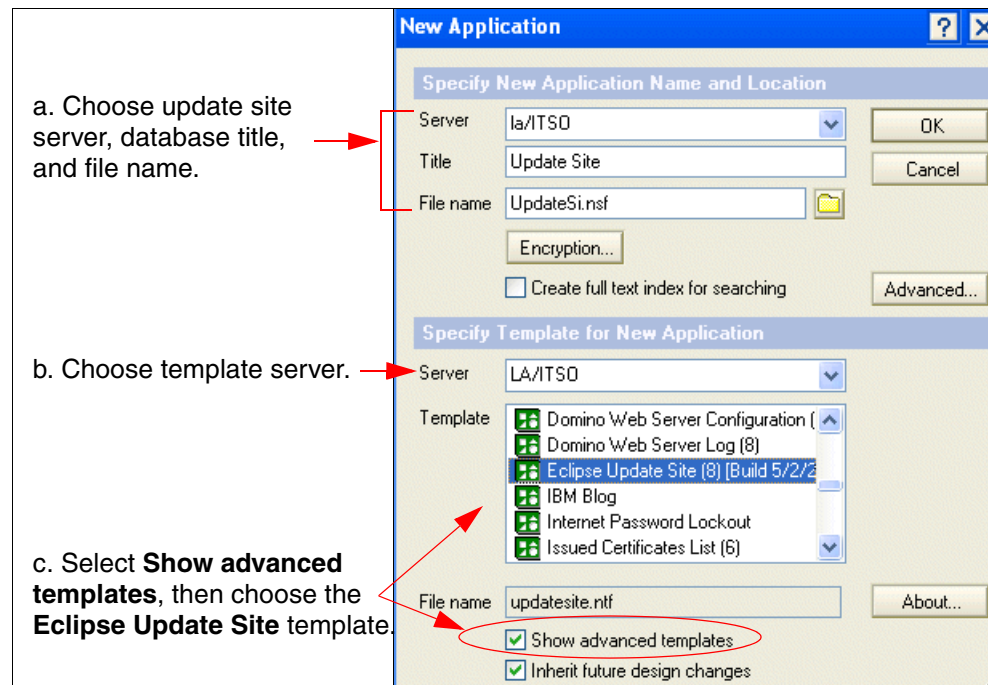 New Application
Specify New Application Name and Location
a. Choose update site
server, database title,
and file name.
Server
la/ITSO
OK
Title
Update Site
Cancel
File name
UpdateSi.nsf
Encryption...
Create full text index for searching
Advanced...
Specify Template for New Application
b. Choose template server.
Server
LA/ITSO
Template
Domino Web Server Configuration (
Domino Web Server Log (8)
Eclipse Update Site (8) [Build 5/2/2
IBM Blog
Internet Password Lockout
Issued Certificates List (6)
c. Select Show advanced
templates, then choose the
Eclipse Update Site template.
File name
updatesite.ntf
About...
Show advanced templates
Inherit future design changes